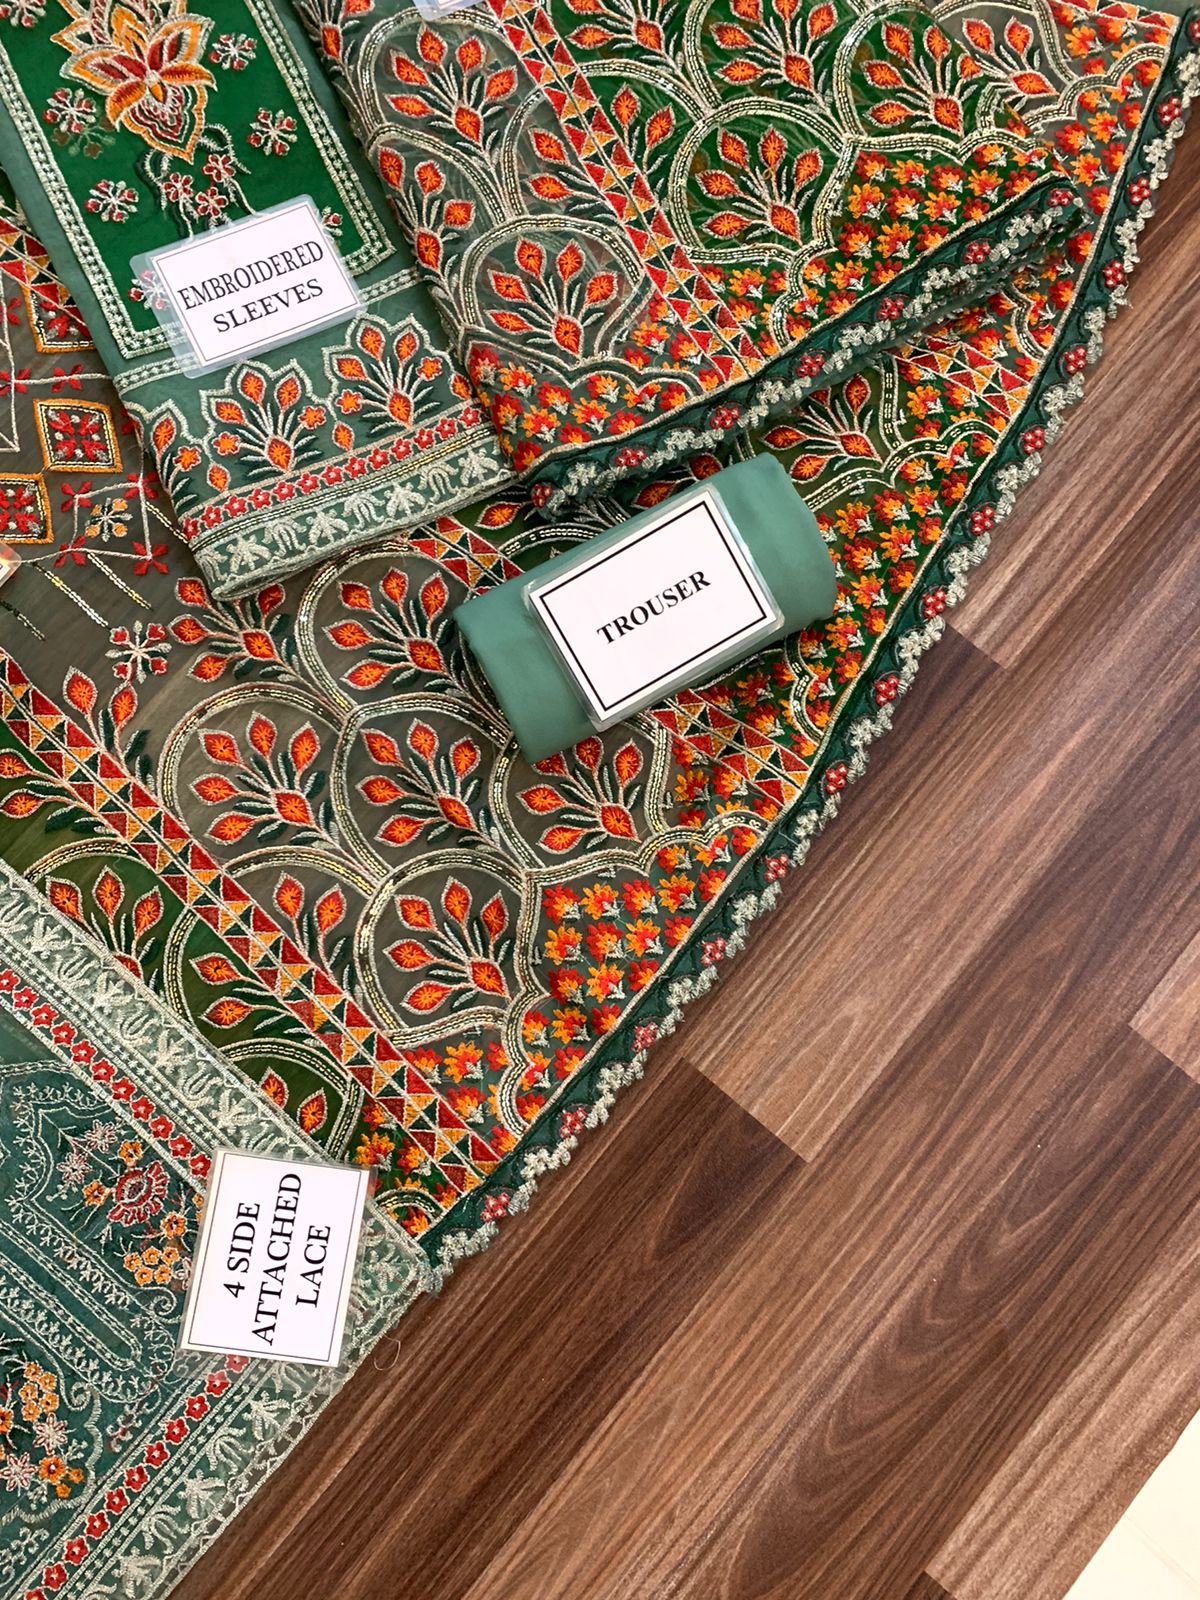 EMBROIDERED
SLEEVES
TROUSER
4 SIDE
ATTACHED
LACE